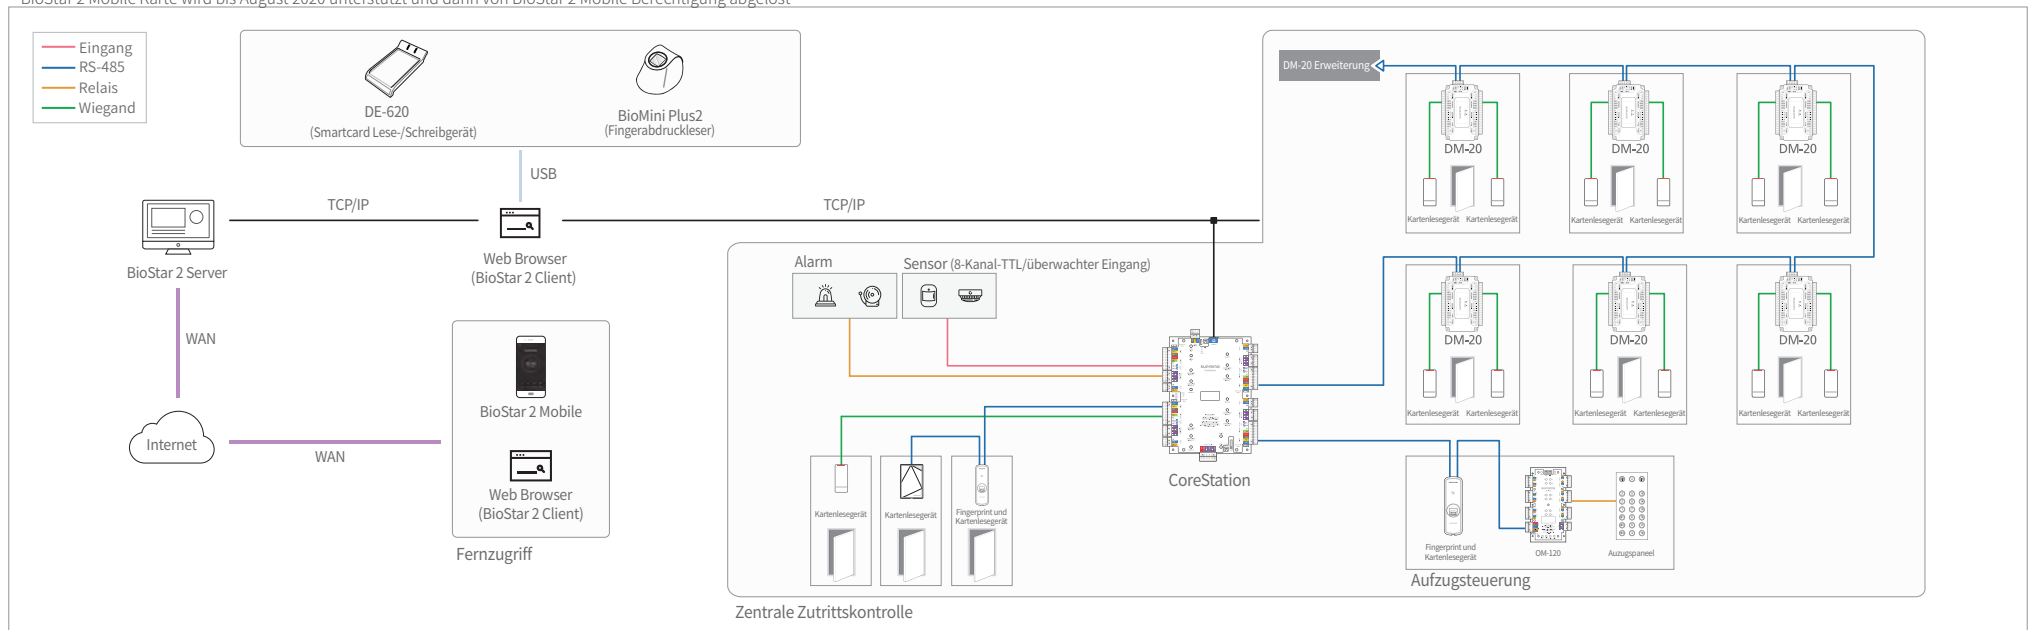 BioStar 2 Mobile Karte wird bis August 2020 unterstützt und dann von BioStar 2 Mobile Berechtigung abgelöst
Eingang
RS-485
Relais
Wiegand
DE-620
(Smartcard Lese-/Schreibgerät)
BioMini Plus2
(Fingerabdruckleser)
USB
TCP/IP
TCP/IP
BioStar 2 Server
Web Browser
(BioStar 2 Client)
WAN
Internet
WAN
BioStar 2 Mobile
Web Browser
(BioStar 2 Client)
Fernzugriff
Alarm
Sensor (8-Kanal-TTL/überwachter Eingang)
CoreStation
Kartenlesegerät
Kartenlesegerät
Fingerprint und
Kartenlesegerät
Zentrale Zutrittskontrolle
DM-20 Erweiterung
DM-20
Kartenlesegerät Kartenlesegerät
DM-20
Kartenlesegerät Kartenlesegerät
DM-20
Kartenlesegerät Kartenlesegerät
DM-20
Kartenlesegerät Kartenlesegerät
DM-20
Kartenlesegerät Kartenlesegerät
DM-20
Kartenlesegerät Kartenlesegerät
Fingerprint und
Kartenlesegerät
OM-120
Auzugspaneel
Aufzugsteuerung